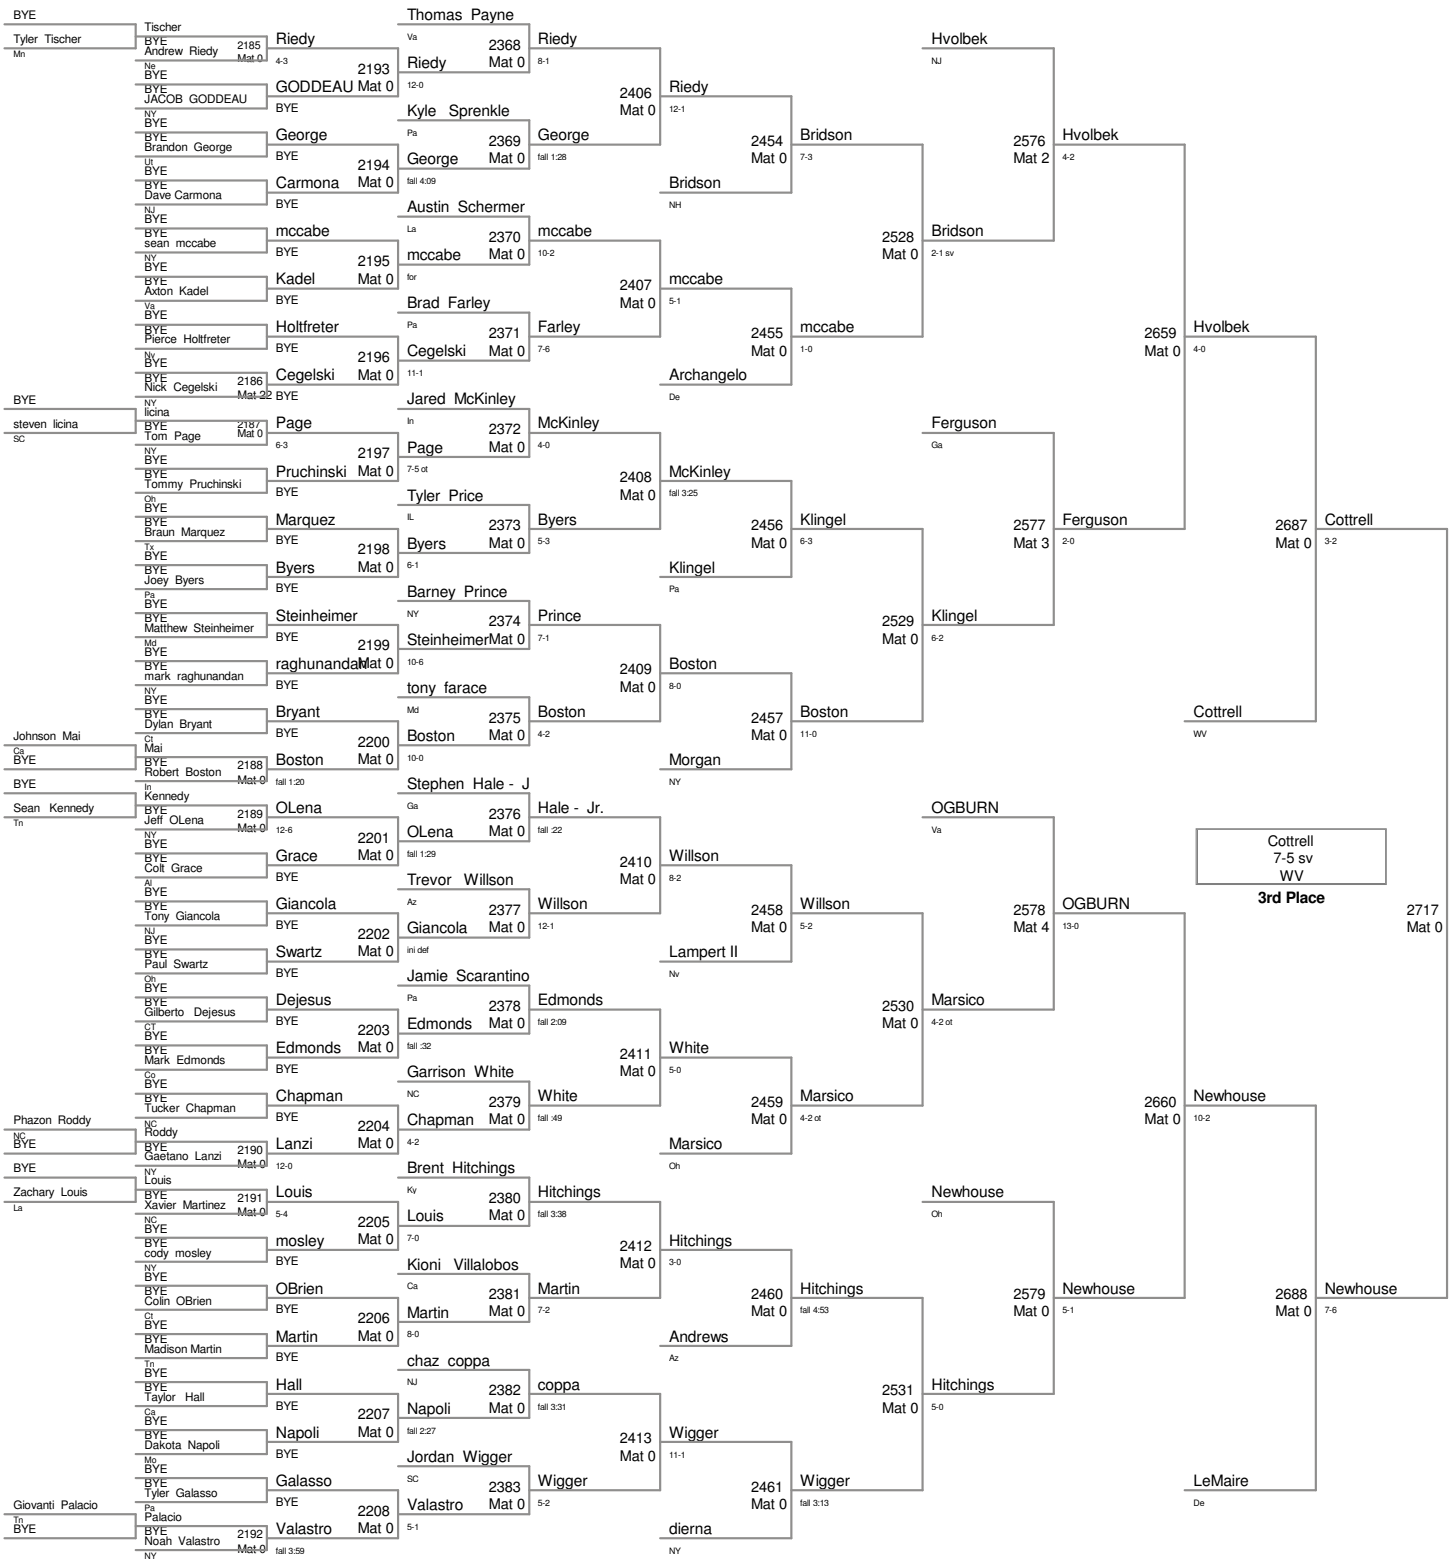 BYE
Tyler Tischer
Mn
Tischer
BYE
Andrew Riedy
2185
Mat 0
Ne
BYE
BYE
JACOB GODDEAU
NY
BYE
BYE
Brandon George
Ut
BYE
BYE
Dave Carmona
NJ
BYE
BYE
sean mccabe
NY
BYE
BYE
Axton Kadel
Va
BYE
BYE
Pierce Holtfreter
Nv
BYE
BYE
Nick Cegelski
2186
Mat 22
NY
BYE
steven licina
SC
licina
BYE
Tom Page
2187
Mat 0
NY
BYE
BYE
Tommy Pruchinski
Oh
BYE
BYE
Braun Marquez
Tx
BYE
BYE
Joey Byers
Pa
BYE
BYE
Matthew Steinheimer
Md
BYE
BYE
mark raghunandan
NY
BYE
BYE
Dylan Bryant
Ct
Johnson Mai
Ca
BYE
Mai
BYE
Robert Boston
2188
Mat 0
In
BYE
Sean Kennedy
Tn
Kennedy
BYE
Jeff OLena
2189
Mat 0
NY
BYE
BYE
Colt Grace
Al
BYE
BYE
Tony Giancola
NJ
BYE
BYE
Paul Swartz
Oh
BYE
BYE
Gilberto Dejesus
CT
BYE
BYE
Mark Edmonds
Co
BYE
BYE
Tucker Chapman
NC
Phazon Roddy
NC
BYE
Roddy
BYE
Gaetano Lanzi
2190
Mat 0
NY
BYE
Zachary Louis
La
Louis
BYE
Xavier Martinez
2191
Mat 0
NC
BYE
BYE
cody mosley
NY
BYE
BYE
Colin OBrien
Ct
BYE
BYE
Madison Martin
Tn
BYE
BYE
Taylor Hall
Ca
BYE
BYE
Dakota Napoli
Mo
BYE
BYE
Tyler Galasso
Pa
Giovanti Palacio
Tn
BYE
Palacio
BYE
Noah Valastro
2192
Mat 0
NY
Riedy
4-3
2193
Mat 0
GODDEAU
BYE
George
BYE
2194
Mat 0
Carmona
BYE
mccabe
BYE
2195
Mat 0
Kadel
BYE
Holtfreter
BYE
2196
Mat 0
Cegelski
BYE
Page
6-3
2197
Mat 0
Pruchinski
BYE
Marquez
BYE
2198
Mat 0
Byers
BYE
Steinheimer
BYE
2199
Mat 0
raghunandan
BYE
Bryant
BYE
2200
Mat 0
Boston
fall 1:20
OLena
12-6
2201
Mat 0
Grace
BYE
Giancola
BYE
2202
Mat 0
Swartz
BYE
Dejesus
BYE
2203
Mat 0
Edmonds
BYE
Chapman
BYE
2204
Mat 0
Lanzi
12-0
Louis
5-4
2205
Mat 0
mosley
BYE
OBrien
BYE
2206
Mat 0
Martin
BYE
Hall
BYE
2207
Mat 0
Napoli
BYE
Galasso
BYE
2208
Mat 0
Valastro
fall 3:59
Thomas Payne
Va
2368
Mat 0
Riedy
12-0
Kyle Sprenkle
Pa
2369
Mat 0
George
fall 4:09
Austin Schermer
La
2370
Mat 0
mccabe
for
Brad Farley
Pa
2371
Mat 0
Cegelski
11-1
Jared McKinley
In
2372
Mat 0
Page
7-5 ot
Tyler Price
IL
2373
Mat 0
Byers
6-1
Barney Prince
NY
2374
Mat 0
Steinheimer
10-6
tony farace
Md
2375
Mat 0
Boston
10-0
Stephen Hale - J
Ga
2376
Mat 0
OLena
fall 1:29
Trevor Willson
Az
2377
Mat 0
Giancola
inj def
Jamie Scarantino
Pa
2378
Mat 0
Edmonds
fall :32
Garrison White
NC
2379
Mat 0
Chapman
4-2
Brent Hitchings
Ky
2380
Mat 0
Louis
7-0
Kioni Villalobos
Ca
2381
Mat 0
Martin
8-0
chaz coppa
NJ
2382
Mat 0
Napoli
fall 2:27
Jordan Wigger
SC
2383
Mat 0
Valastro
5-1
Riedy
8-1
2406
Mat 0
George
fall 1:28
mccabe
10-2
2407
Mat 0
Farley
7-6
McKinley
4-0
2408
Mat 0
Byers
5-3
Prince
7-1
2409
Mat 0
Boston
4-2
Hale - Jr.
fall :22
2410
Mat 0
Willson
12-1
Edmonds
fall 2:09
2411
Mat 0
White
fall :49
Hitchings
fall 3:38
2412
Mat 0
Martin
7-2
coppa
fall 3:31
2413
Mat 0
Wigger
5-2
Riedy
12-1
2454
Mat 0
Bridson
NH
mccabe
5-1
2455
Mat 0
Archangelo
De
McKinley
fall 3:25
2456
Mat 0
Klingel
Pa
Boston
8-0
2457
Mat 0
Morgan
NY
Willson
8-2
2458
Mat 0
Lampert II
Nv
White
5-0
2459
Mat 0
Marsico
Oh
Hitchings
3-0
2460
Mat 0
Andrews
Az
Wigger
11-1
2461
Mat 0
dierna
NY
Bridson
7-3
2528
Mat 0
mccabe
1-0
Klingel
6-3
2529
Mat 0
Boston
11-0
Willson
5-2
2530
Mat 0
Marsico
4-2 ot
Hitchings
fall 4:53
2531
Mat 0
Wigger
fall 3:13
Hvolbek
NJ
2576
Mat 2
Bridson
2-1 sv
Ferguson
Ga
2577
Mat 3
Klingel
6-2
OGBURN
Va
2578
Mat 4
Marsico
4-2 ot
Newhouse
Oh
2579
Mat 0
Hitchings
5-0
Hvolbek
4-2
2659
Mat 0
Ferguson
2-0
OGBURN
13-0
2660
Mat 0
Newhouse
5-1
Hvolbek
4-0
2687
Mat 0
Cottrell
WV
Newhouse
10-2
2688
Mat 0
LeMaire
De
Cottrell
3-2
2717
Mat 0
Newhouse
7-6
Cottrell
7-5 sv
WV
3rd Place